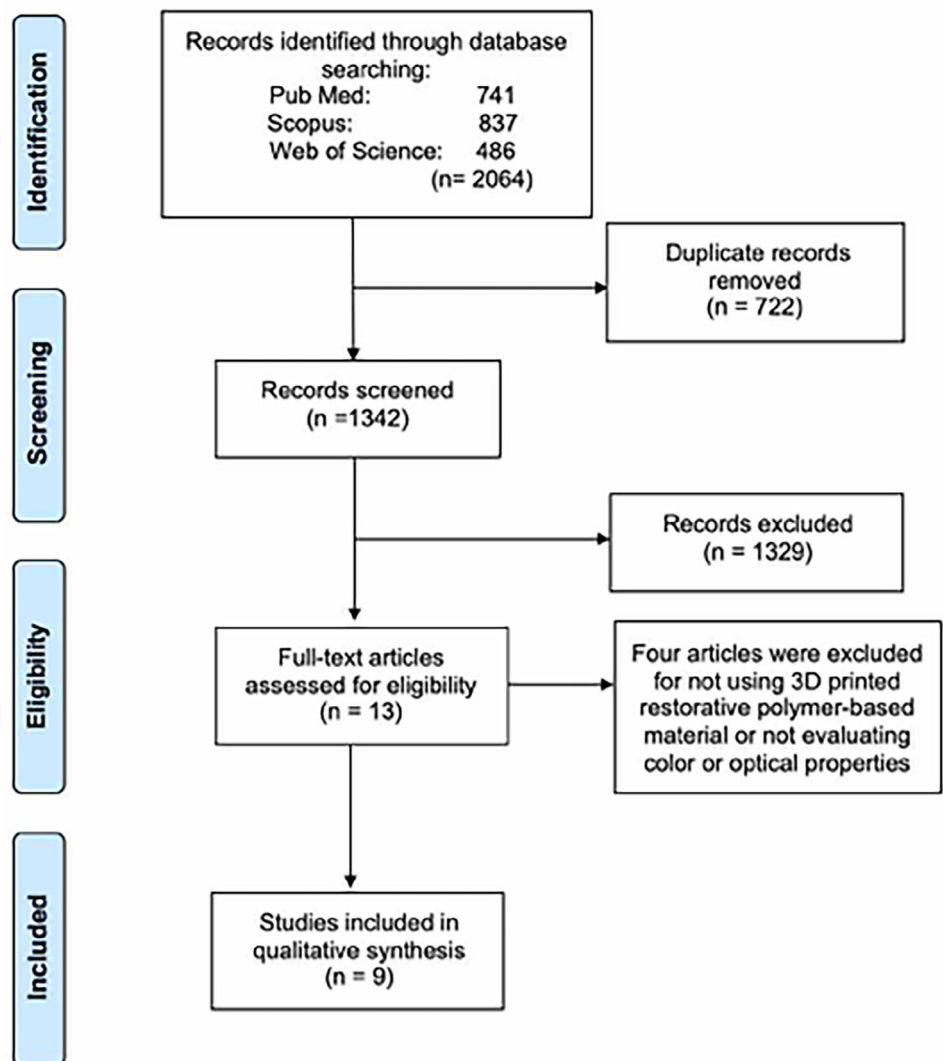 Identification
Records identified through database
searching:
Pub Med: 741
Scopus: 837
Web of Science: 486
(n= 2064)
Duplicate records
removed
(n = 722)
Screening
Records screened
(n =1342)
Records excluded
(n = 1329)
Eligibility
Full-text articles
assessed for eligibility
(n = 13)
Four articles were excluded
for not using 3D printed
restorative polymer-based
material or not evaluating
color or optical properties
Included
Studies included in
qualitative synthesis
(n = 9)